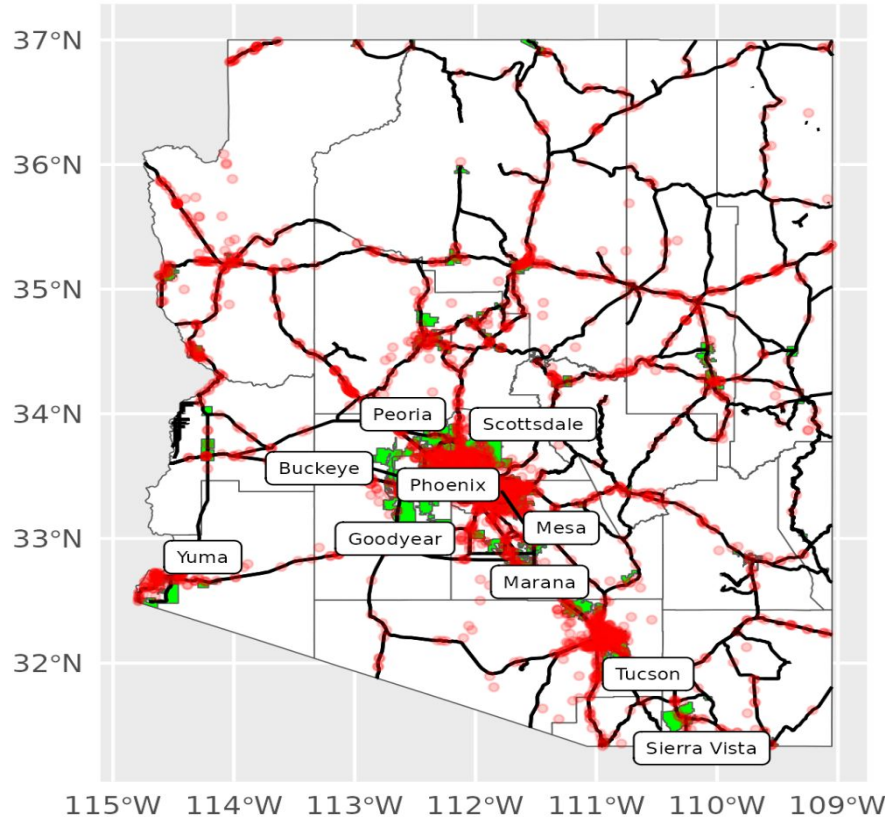 37°N
36°N
35°N
34°N
33°N
32°N
Peoria
Scottsdale
Buckeye
Phoenix
Goodyear
Mesa
Yuma
Marana
Tucson
Sierra Vista
115°W 114°W 113°W 112°W 111°W 110°W 109°W